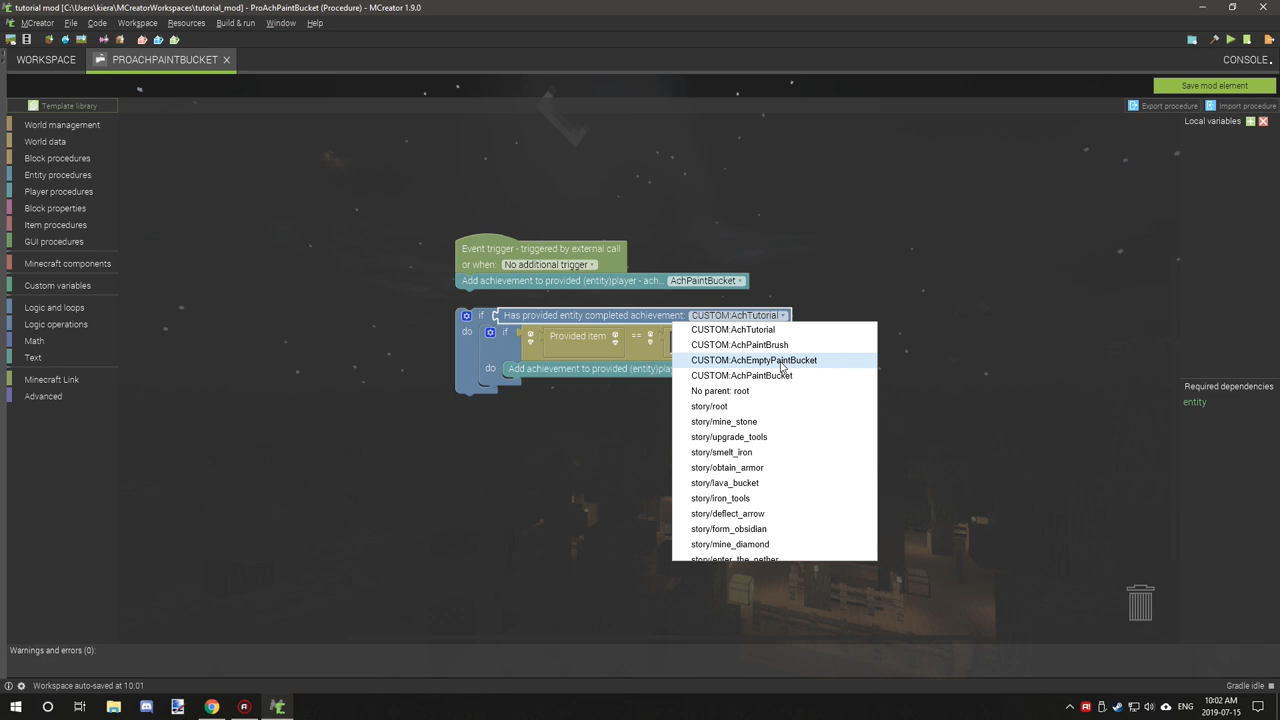 tutorial mod [C:\Users\kiera\MCreatorWorkspaces\tutorial_mod] - ProAchPaintBucket (Procedure) - MCreator 1.9.0
MCreator File Code Workspace Resources Build & run Window Help
WORKSPACE PROACHPAINTBUCKET CONSOLE
Save mod element
Template library Export procedure Import procedure
World management
World data
Block procedures
Entity procedures
Player procedures
Block properties
Item procedures
GUI procedures
Minecraft components
Custom variables
Logic and loops
Logic operations
Math
Text
Minecraft Link
Advanced
Local variables
Event trigger - triggered by external call
or when: No additional trigger
Add achievement to provided (entity)player - ach... AchPaintBucket
if Has provided entity completed achievement: CUSTOM:AchTutorial
do if Provided item ==
do Add achievement to provided (entity)pla
CUSTOM:AchTutorial
CUSTOM:AchPaintBrush
CUSTOM:AchEmptyPaintBucket
CUSTOM:AchPaintBucket
No parent: root
story/root
story/mine_stone
story/upgrade_tools
story/smelt_iron
story/obtain_armor
story/lava_bucket
story/iron_tools
story/deflect_arrow
story/form_obsidian
story/mine_diamond
story/enter_the_nether
Required dependencies
entity
Warnings and errors (0):
Workspace auto-saved at 10:01 Gradle idle
ENG
10:02 AM
2019-07-15